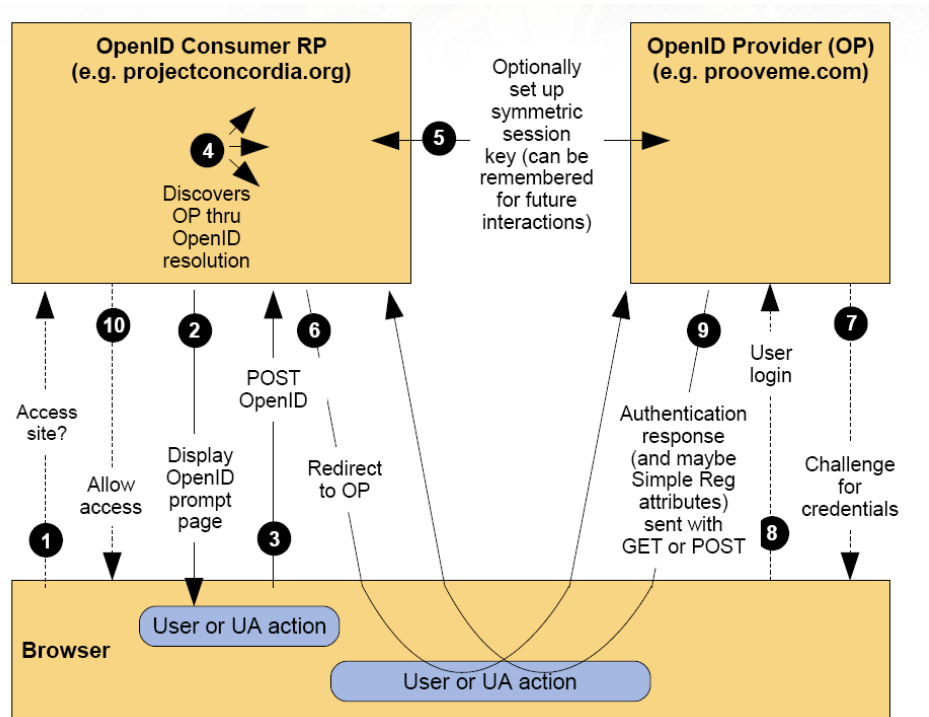 OpenID Consumer RP
(e.g. projectconcordia.org)
OpenID Provider (OP)
(e.g. prooveme.com)
4
Discovers
OP thru
OpenID
resolution
5
Optionally
set up
symmetric
session
key (can be
remembered
for future
interactions)
1
Access
site?
10
Allow
access
2
Display
OpenID
prompt
page
3
POST
OpenID
6
Redirect
to OP
9
Authentication
response
(and maybe
Simple Reg
attributes)
sent with
GET or POST
8
User
login
7
Challenge
for
credentials
Browser
User or UA action
User or UA action